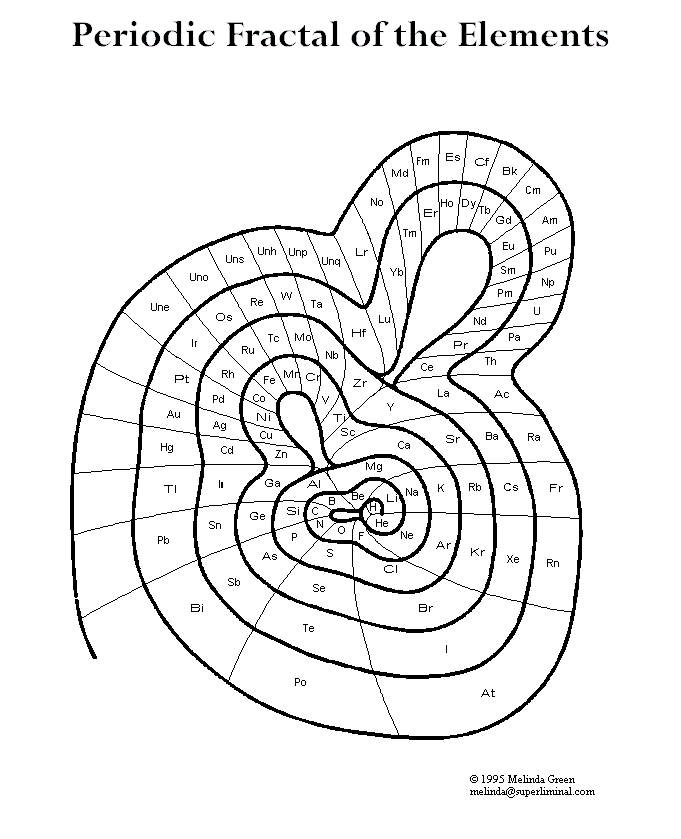 Periodic Fractal of the Elements
Md Fm Es Cf Bk
No Er Ho Dy Tb Gd Cm
Lr Yb Tm Eu Am
Une Uno Uns Unh Unp Unq Sm Pu
Pm Np
Os Re W Ta Hf Lu Nd U
Ir Ru Tc Mo Nb Pr Pa
Pt Rh Fe Mn Cr Zr Ce Th
Au Pd Co V Y La Ac
Ag Ni Ti Sc
Hg Cd Cu Zn Ca Sr Ba Ra
Tl In Ga Al Mg
Ge Si C B Be H Li Na K Rb Cs Fr
Pb Sn N O F He
As P S Ne Ar Kr Xe Rn
Bi Sb Se Cl Br
Te I
Po At
© 1995 Melinda Green
melinda@superliminal.com